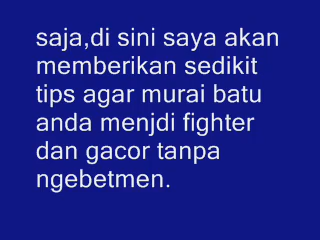 saja,di sini saya akan
memberikan sedikit
tips agar murai batu
anda menjdi fighter
dan gacor tanpa
ngebetmen.